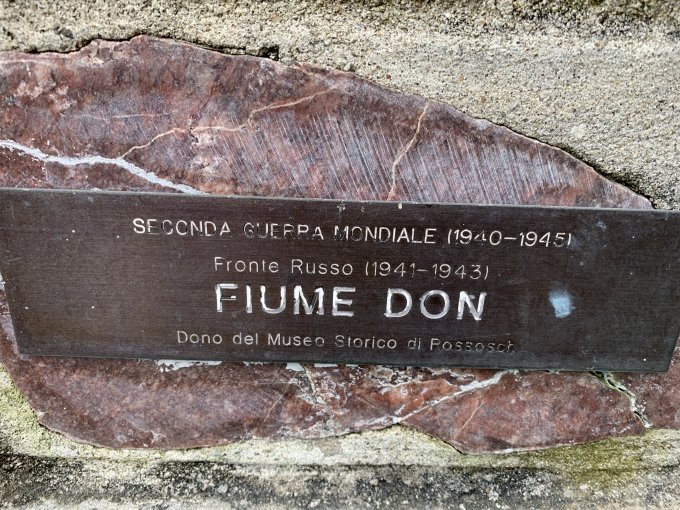 SECONDA GUERRA MONDIALE (1940-1945)
Fronte Russo (1941-1943)
FIUME DON
Dono del Museo Storico di Rossosch